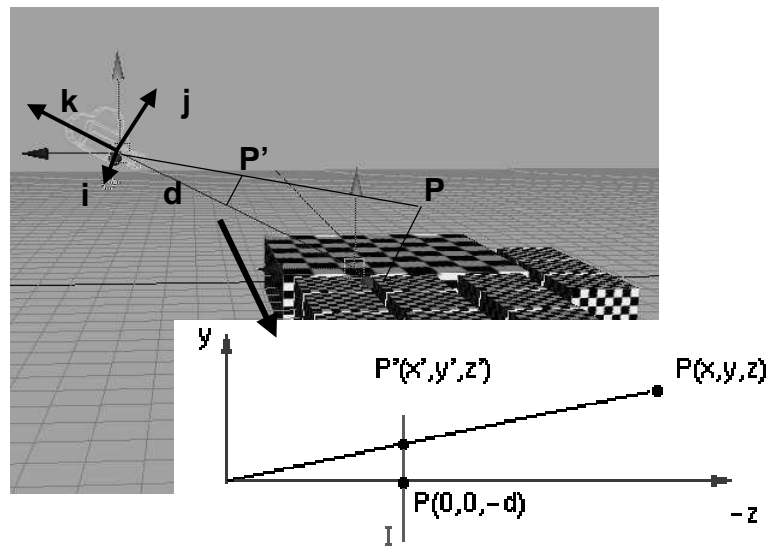 k
j
P’
i
d
P
y
P’(x’,y’,z’)
P(x,y,z)
P(0,0,-d)
-z
I